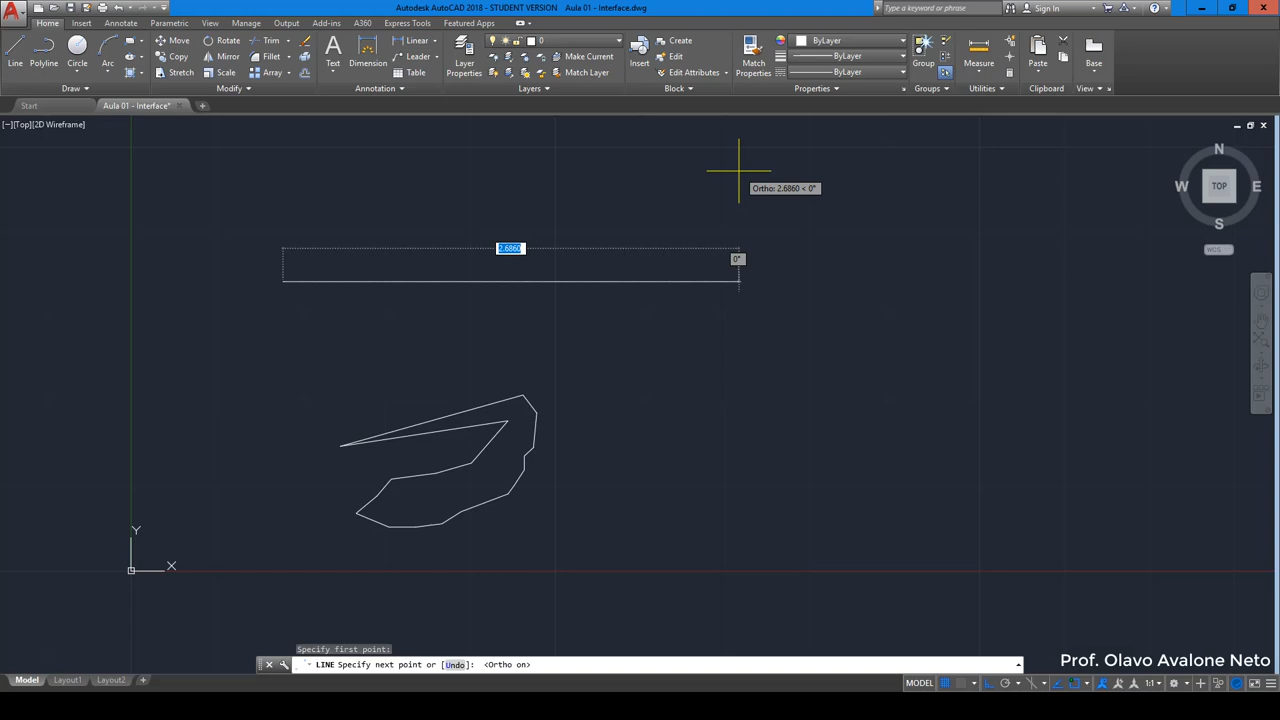 Autodesk AutoCAD 2018 - STUDENT VERSION Aula 01 - Interface.dwg
Type a keyword or phrase
Sign In
Home Insert Annotate Parametric View Manage Output Add-ins A360 Express Tools Featured Apps
Line Polyline Circle Arc
Move Rotate Trim
Copy Mirror Fillet
Stretch Scale Array
Text Dimension
Linear
Leader
Table
Layer Properties
0
Make Current
Match Layer
Insert
Create
Edit
Edit Attributes
Match Properties
ByLayer
ByLayer
ByLayer
Group
Measure
Paste
Base
Draw Modify Annotation Layers Block Properties Groups Utilities Clipboard View
Start Aula 01 - Interface*
[−][Top][2D Wireframe]
N
W TOP E
S
WCS
Ortho: 2.6860 < 0°
2.6860
0°
Y
X
Specify first point:
LINE Specify next point or [Undo]: <Ortho on>
Prof. Olavo Avalone Neto
Model Layout1 Layout2
MODEL
1:1